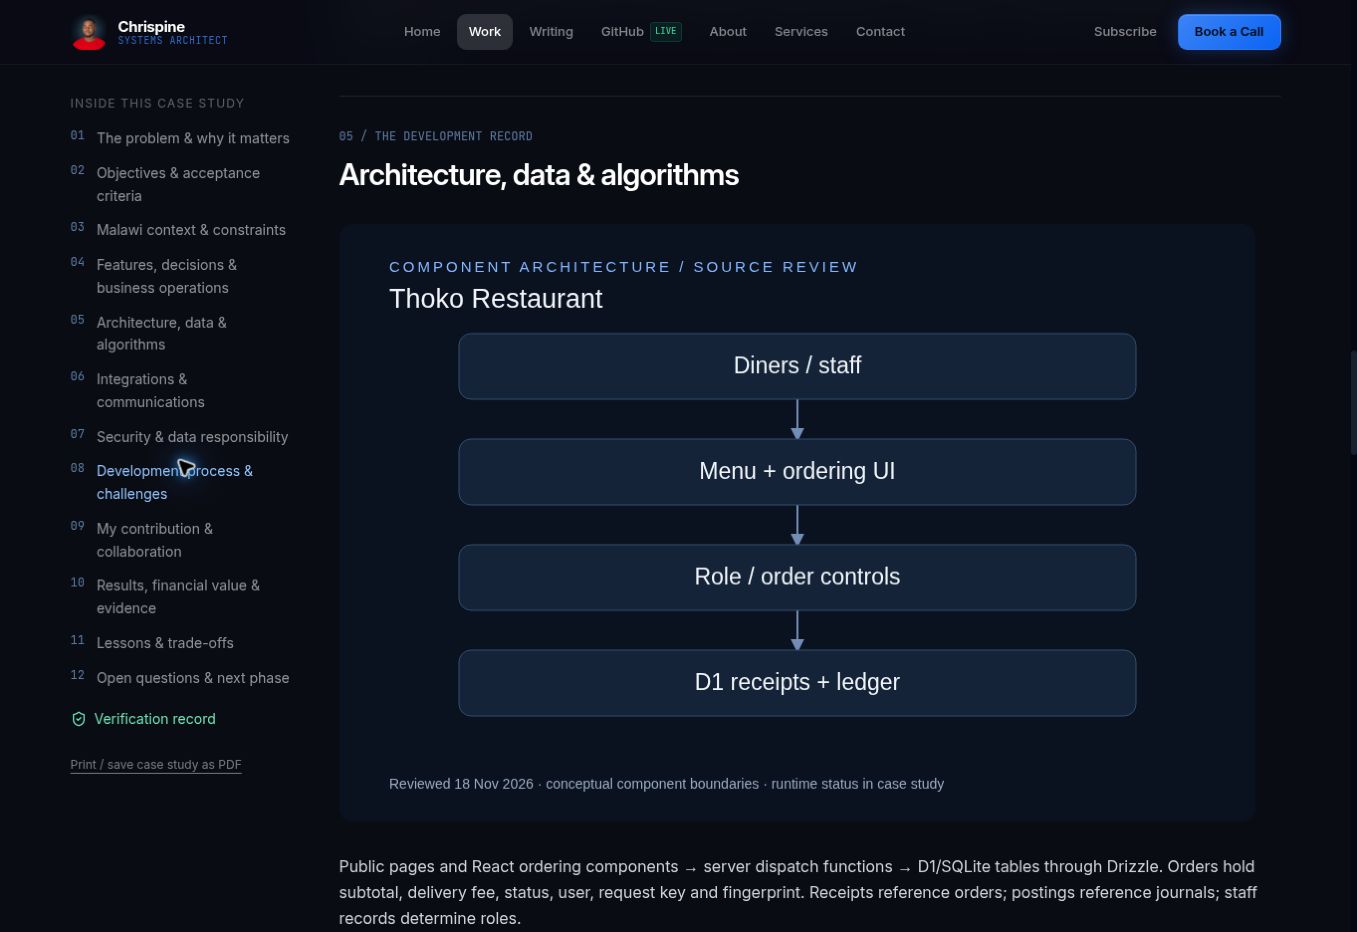 Chrispine
SYSTEMS ARCHITECT
Home
Work
Writing
GitHub LIVE
About
Services
Contact
Subscribe
Book a Call
INSIDE THIS CASE STUDY
01 The problem & why it matters
02 Objectives & acceptance
criteria
03 Malawi context & constraints
04 Features, decisions &
business operations
05 Architecture, data &
algorithms
06 Integrations &
communications
07 Security & data responsibility
08 Development process &
challenges
09 My contribution &
collaboration
10 Results, financial value &
evidence
11 Lessons & trade-offs
12 Open questions & next phase
Verification record
Print / save case study as PDF
05 / THE DEVELOPMENT RECORD
Architecture, data & algorithms
COMPONENT ARCHITECTURE / SOURCE REVIEW
Thoko Restaurant
Diners / staff
Menu + ordering UI
Role / order controls
D1 receipts + ledger
Reviewed 18 Nov 2026 · conceptual component boundaries · runtime status in case study
Public pages and React ordering components → server dispatch functions → D1/SQLite tables through Drizzle. Orders hold
subtotal, delivery fee, status, user, request key and fingerprint. Receipts reference orders; postings reference journals; staff
records determine roles.